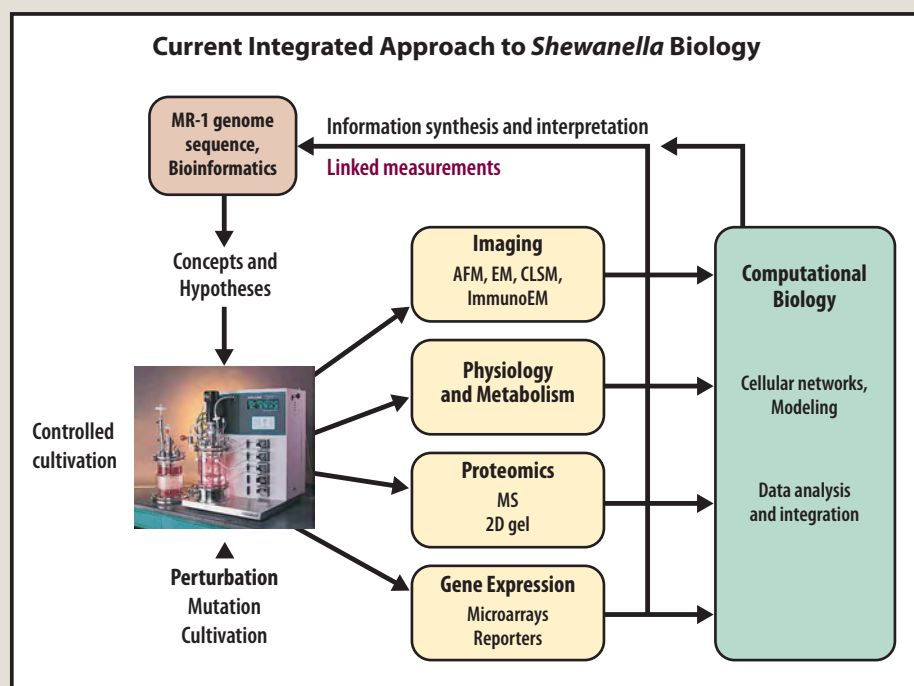 Current Integrated Approach to Shewanella Biology
MR-1 genome
sequence,
Bioinformatics
Information synthesis and interpretation
Linked measurements
Concepts and
Hypotheses
Controlled
cultivation
Perturbation
Mutation
Cultivation
Imaging
AFM, EM, CLSM,
ImmunoEM
Physiology
and Metabolism
Proteomics
MS
2D gel
Gene Expression
Microarrays
Reporters
Computational
Biology
Cellular networks,
Modeling
Data analysis
and integration